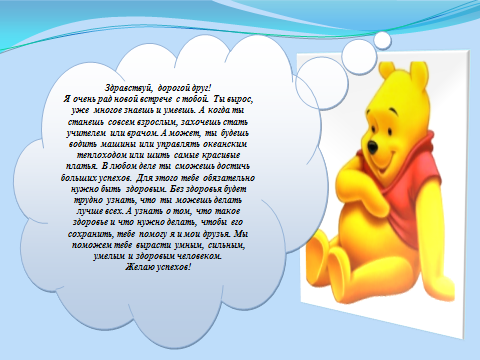 Здравствуй, дорогой друг!
Я очень рад новой встрече с тобой. Ты вырос,
уже многое знаешь и умеешь. А когда ты
станешь совсем взрослым, захочешь стать
учителем или врачом. А может, ты будешь
водить машины или управлять океанским
теплоходом или шить самые красивые
платья. В любом деле ты сможешь достичь
больших успехов. Для этого тебе обязательно
нужно быть здоровым. Без здоровья будет
трудно узнать, что ты можешь делать
лучше всех. А узнать о том, что такое
здоровье и что нужно делать, чтобы его
сохранить, тебе помогу я и мои друзья. Мы
поможем тебе вырасти умным, сильным,
умелым и здоровым человеком.
Желаю успехов!